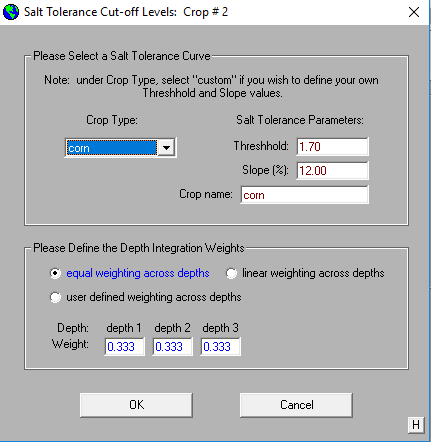 Salt Tolerance Cut-off Levels: Crop # 2
Please Select a Salt Tolerance Curve
Note: under Crop Type, select "custom" if you wish to define your own
Threshhold and Slope values.
Crop Type: Salt Tolerance Parameters:
corn Threshhold: 1.70
Slope (%): 12.00
Crop name: corn
Please Define the Depth Integration Weights
equal weighting across depths linear weighting across depths
user defined weighting across depths
Depth: depth 1 depth 2 depth 3
Weight: 0.333 0.333 0.333
OK Cancel
H